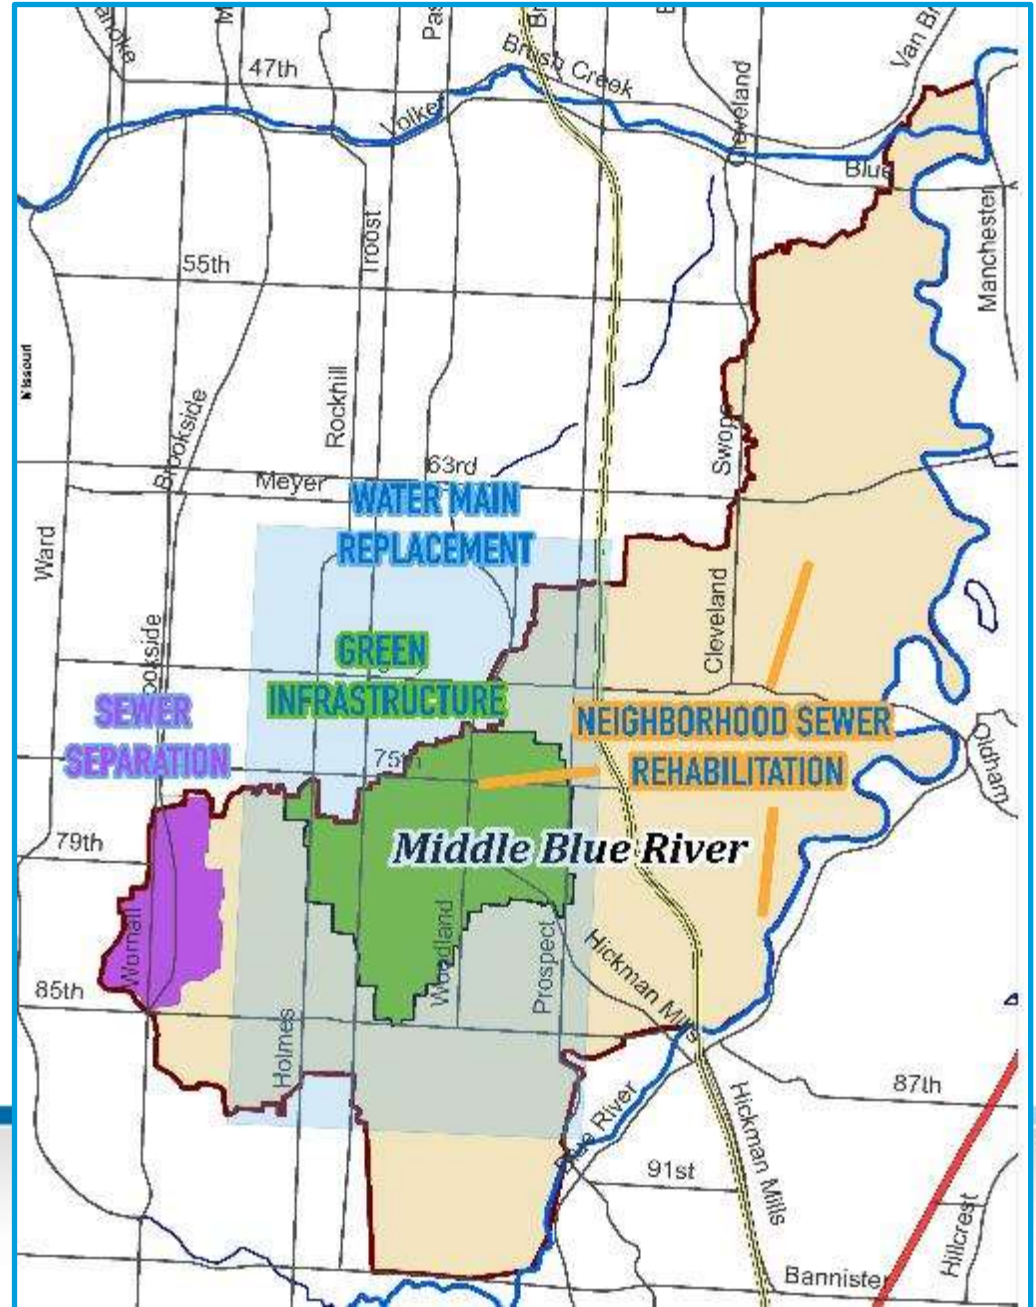 47th
Brush Creek
Cleveland
Volker
Blue
Troost
Manchester
55th
Missouri
Brookside
Rockhill
Swope
63rd
Meyer
WATER MAIN
REPLACEMENT
Ward
Cleveland
GREEN
INFRASTRUCTURE
SEWER
SEPARATION
NEIGHBORHOOD SEWER
REHABILITATION
Oldham
75th
Middle Blue River
79th
Wornall
Woodland
Prospect
Hickman Mills
85th
Holmes
87th
Blue River
Hickman Mills
91st
Hillcrest
Bannister